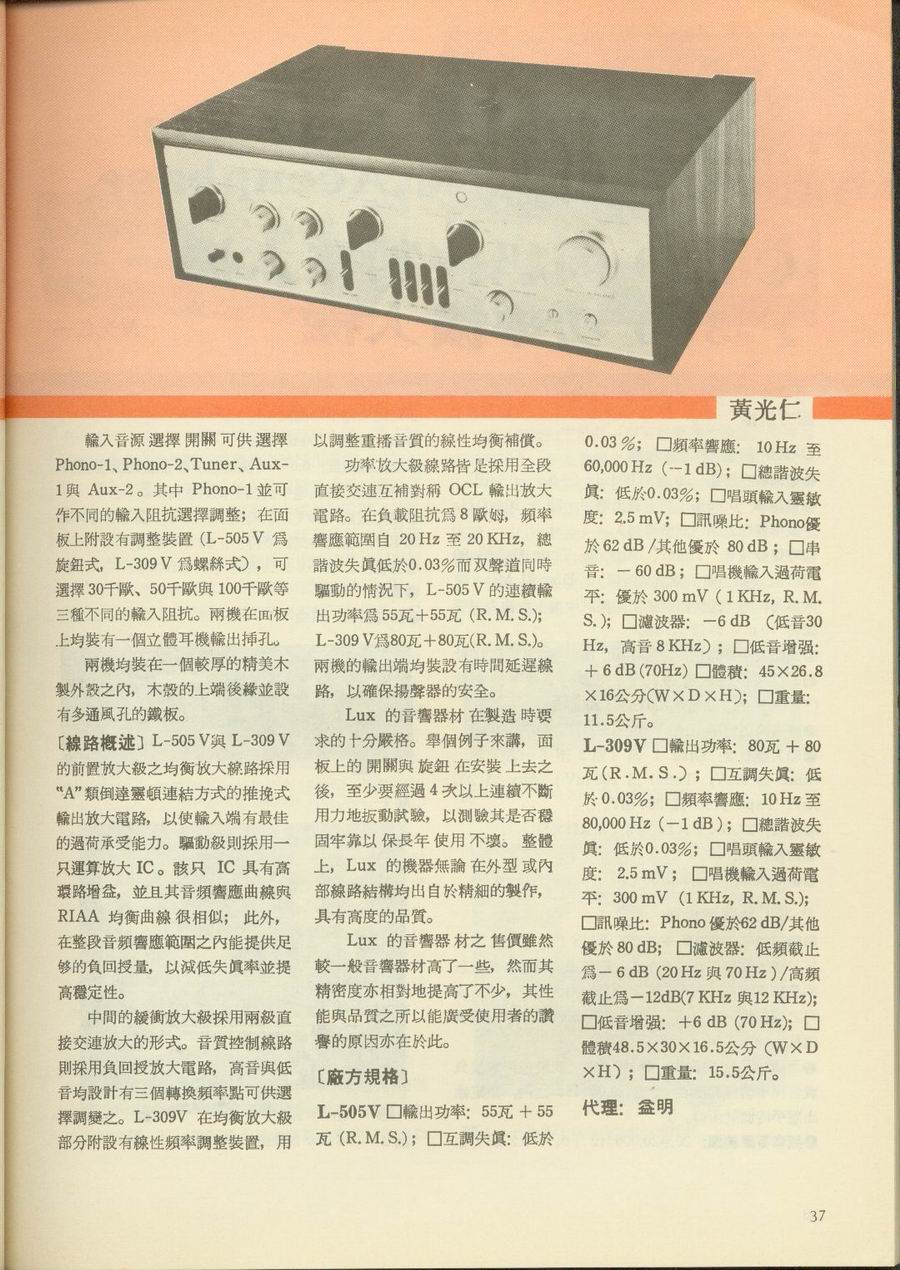 黃光仁
輸入音源選擇開關可供選擇
Phono-1、Phono-2、Tuner、Aux-
1與 Aux-2。其中 Phono-1並可
作不同的輸入阻抗選擇調整；在面
板上附設有調整裝置（L-505 V 爲
旋鈕式，L-309 V 爲螺絲式），可
選擇30千歐、50千歐與100千歐等
三種不同的輸入阻抗。兩機在面板
上均裝有一個立體耳機輸出揷孔。
兩機均裝在一個較厚的精美木
製外殼之內，木殼的上端後緣並設
有多通風孔的鐵板。
〔線路概述〕L-505 V與 L-309 V
的前置放大級之均衡放大線路採用
“A”類倒達靈頓連結方式的推挽式
輸出放大電路，以使輸入端有最佳
的過荷承受能力。驅動級則採用一
只運算放大 IC。該只 IC 具有高
環路增益，並且其音頻響應曲線與
RIAA 均衡曲線很相似；此外，
在整段音頻響應範圍之內能提供足
够的負回授量，以減低失眞率並提
高穩定性。
中間的緩衝放大級採用兩級直
接交連放大的形式。音質控制線路
則採用負回授放大電路，高音與低
音均設計有三個轉換頻率點可供選
擇調變之。L-309V 在均衡放大級
部分附設有線性頻率調整裝置，用
以調整重播音質的線性均衡補償。
功率放大級線路皆是採用全段
直接交連互補對稱 OCL 輸出放大
電路。在負載阻抗爲8歐姆，頻率
響應範圍自 20 Hz 至 20 KHz，總
諧波失眞低於0.03%而双聲道同時
驅動的情況下，L-505 V 的連續輸
出功率爲55瓦+55瓦（R. M. S.）；
L-309 V爲80瓦+80瓦(R. M. S.)。
兩機的輸出端均裝設有時間延遲線
路，以確保揚聲器的安全。
Lux 的音響器材在製造時要
求的十分嚴格。舉個例子來講，面
板上的開關與旋鈕在安裝上去之
後，至少要經過4次以上連續不斷
用力地扳動試驗，以測驗其是否穩
固牢靠以保長年使用不壞。整體
上，Lux 的機器無論在外型或內
部線路結構均出自於精細的製作，
具有高度的品質。
Lux 的音響器材之售價雖然
較一般音響器材高了一些，然而其
精密度亦相對地提高了不少，其性
能與品質之所以能廣受使用者的讚
譽的原因亦在於此。
〔廠方規格〕
L-505V □輸出功率：55瓦 + 55
瓦（R. M. S.）；□互調失眞：低於
0.03 %；□頻率響應：10 Hz 至
60,000 Hz（－1 dB）；□總諧波失
眞：低於0.03%；□唱頭輸入靈敏
度：2.5 mV；□訊噪比：Phono優
於 62 dB /其他優於 80 dB；□串
音：－60 dB；□唱機輸入過荷電
平：優於 300 mV（1 KHz, R. M.
S.）；□濾波器：－6 dB（低音30
Hz，高音 8 KHz）；□低音增强：
+ 6 dB (70Hz) □體積：45×26.8
×16公分(W×D×H)；□重量：
11.5公斤。
L-309V □輸出功率：80瓦 + 80
瓦(R.M.S.)；□互調失眞：低
於 0.03%；□頻率響應：10 Hz 至
80,000 Hz（－1 dB）；□總諧波失
眞：低於0.03%；□唱頭輸入靈敏
度：2.5 mV；□唱機輸入過荷電
平：300 mV（1 KHz, R. M. S.）；
□訊噪比：Phono 優於62 dB/其他
優於 80 dB；□濾波器：低頻截止
爲－6 dB (20 Hz 與 70 Hz )/高頻
截止爲－12dB(7 KHz 與12 KHz)；
□低音增强：+6 dB (70 Hz)；□
體積48.5×30×16.5公分（W×D
×H）；□重量：15.5公斤。
代理：益明
37